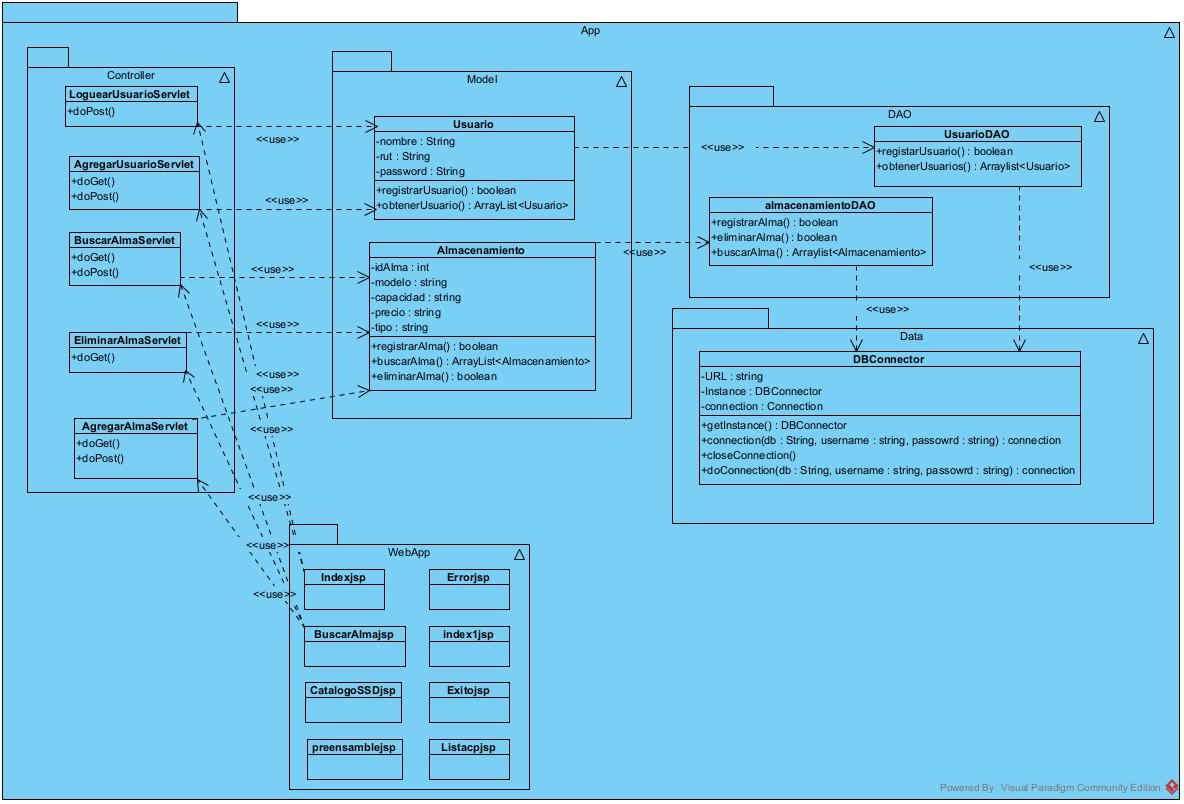 App
Controller
LoguearUsuarioServlet
+doPost()
AgregarUsuarioServlet
+doGet()
+doPost()
BuscarAlmaServlet
+doGet()
+doPost()
EliminarAlmaServlet
+doGet()
AgregarAlmaServlet
+doGet()
+doPost()
<<use>>
<<use>>
<<use>>
<<use>>
<<use>>
<<use>>
<<use>>
<<use>>
<<use>>
<<use>>
Model
Usuario
-nombre : String
-rut : String
-password : String
+registrarUsuario() : boolean
+obtenerUsuario() : ArrayList<Usuario>
Almacenamiento
-idAlma : int
-modelo : string
-capacidad : string
-precio : string
-tipo : string
+registrarAlma() : boolean
+buscarAlma() : ArrayList<Almacenamiento>
+eliminarAlma() : boolean
<<use>>
<<use>>
DAO
UsuarioDAO
+registarUsuario() : boolean
+obtenerUsuarios() : Arraylist<Usuario>
almacenamientoDAO
+registrarAlma() : boolean
+eliminarAlma() : boolean
+buscarAlma() : Arraylist<Almacenamiento>
<<use>>
<<use>>
Data
DBConnector
-URL : string
-Instance : DBConnector
-connection : Connection
+getInstance() : DBConnector
+connection(db : String, username : string, passowrd : string) : connection
+closeConnection()
+doConnection(db : String, username : string, passowrd : string) : connection
WebApp
Indexjsp
Errorjsp
BuscarAlmajsp
index1jsp
CatalogoSSDjsp
Exitojsp
preensamblejsp
Listacpjsp
Powered By Visual Paradigm Community Edition